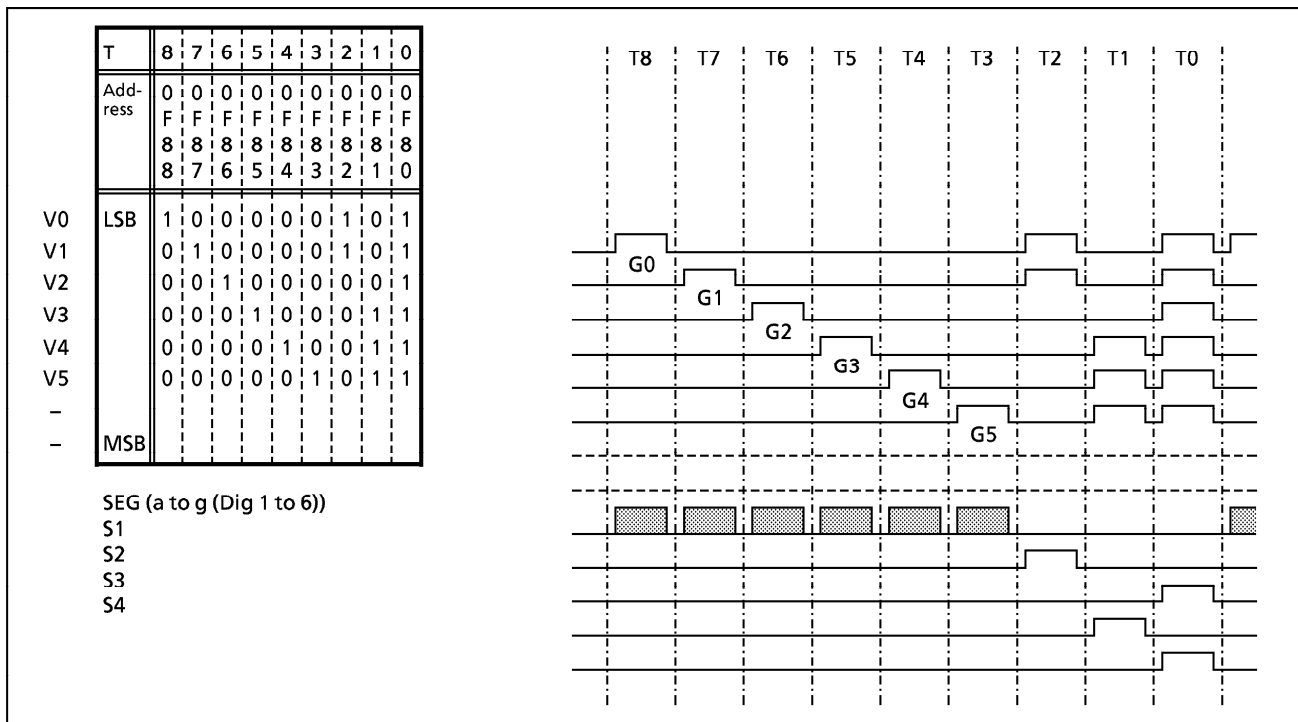 T 8 7 6 5 4 3 2 1 0
Add-
ress
0 0 0 0 0 0 0 0 0
F F F F F F F F F
8 8 8 8 8 8 8 8 8
8 7 6 5 4 3 2 1 0
V0 LSB 1 0 0 0 0 0 1 0 1
V1 0 1 0 0 0 0 1 0 1
V2 0 0 1 0 0 0 0 0 1
V3 0 0 0 1 0 0 0 1 1
V4 0 0 0 0 1 0 0 1 1
V5 0 0 0 0 0 1 0 1 1
–
– MSB
SEG (a to g (Dig 1 to 6))
S1
S2
S3
S4
T8 T7 T6 T5 T4 T3 T2 T1 T0
G0
G1
G2
G3
G4
G5